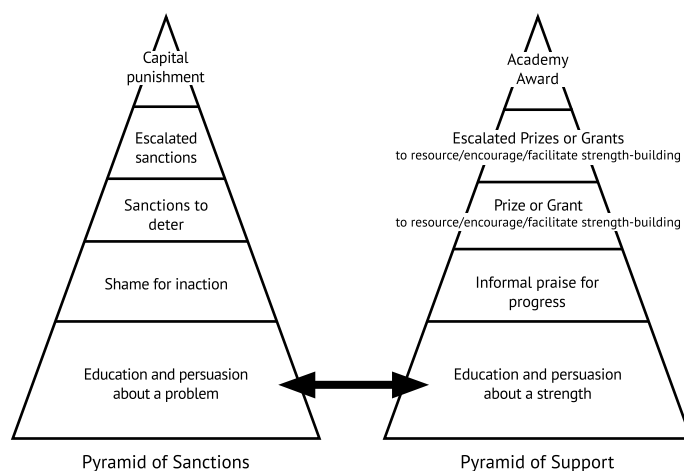 Capital
punishment
Escalated
sanctions
Sanctions to
deter
Shame for inaction
Education and persuasion
about a problem
Pyramid of Sanctions
Academy
Award
Escalated Prizes or Grants
to resource/encourage/facilitate strength-building
Prize or Grant
to resource/encourage/facilitate strength-building
Informal praise for
progress
Education and persuasion
about a strength
Pyramid of Support